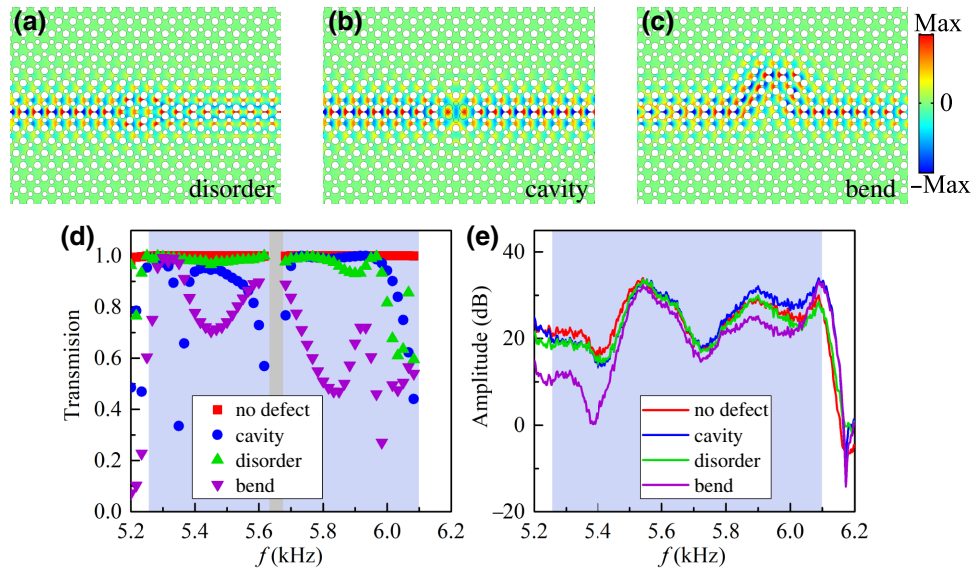 (a)
disorder
(b)
cavity
(c)
bend
Max
0
−Max
(d)
Transmision
1.0
0.8
0.6
0.4
0.2
0.0
no defect
cavity
disorder
bend
5.2
5.4
5.6
5.8
6.0
6.2
f (kHz)
(e)
Amplitude (dB)
40
20
0
−20
no defect
cavity
disorder
bend
5.2
5.4
5.6
5.8
6.0
6.2
f (kHz)